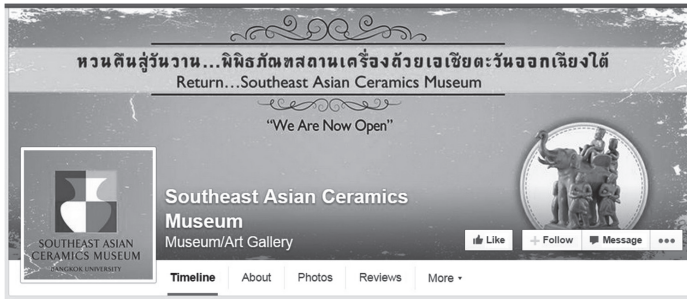 หวนคืนสู่วันวาน...พิพิธภัณฑสถานเครื่องถ้วยเอเชียตะวันออกเฉียงใต้
Return...Southeast Asian Ceramics Museum
“We Are Now Open”
SOUTHEAST ASIAN
CERAMICS MUSEUM
BANGKOK UNIVERSITY
Southeast Asian Ceramics
Museum
Museum/Art Gallery
Like
Follow
Message
Timeline
About
Photos
Reviews
More